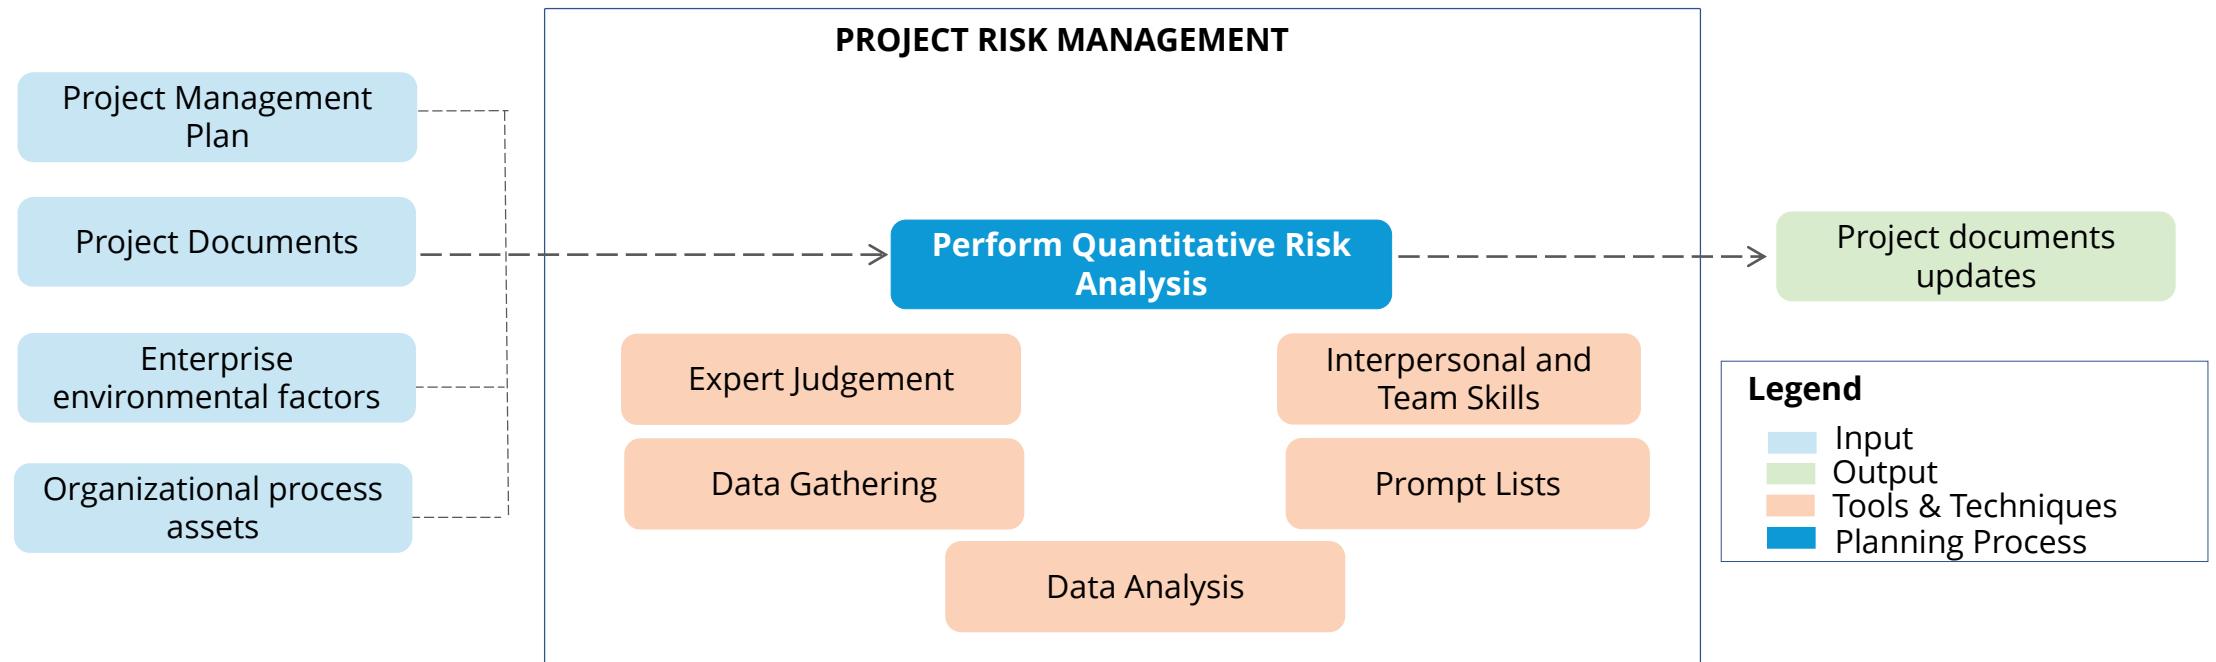 PROJECT RISK MANAGEMENT
Project Management
Plan
Project Documents
Enterprise
environmental factors
Organizational process
assets
Perform Quantitative Risk
Analysis
Expert Judgement
Interpersonal and
Team Skills
Data Gathering
Prompt Lists
Data Analysis
Project documents
updates
Legend
Input
Output
Tools & Techniques
Planning Process